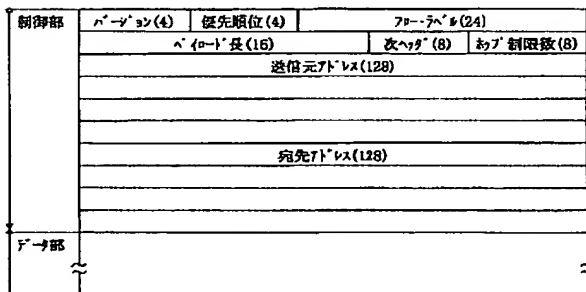 制御部 バージョン(4) 優先順位(4) フロー・ラベル(24)
ペイロード長(16) 次ヘッダ(8) ホップ制限数(8)
送信元アドレス(128)
宛先アドレス(128)
データ部